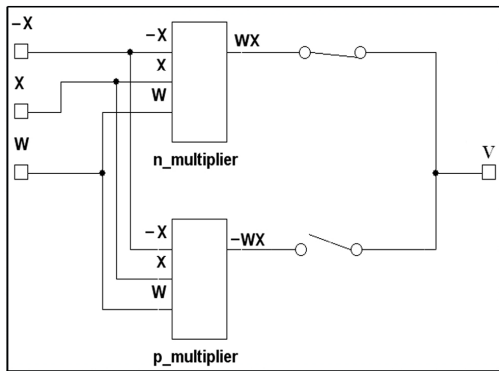 -X
-X
WX
X
X
W
W
V
n_multiplier
-X
-WX
X
W
p_multiplier